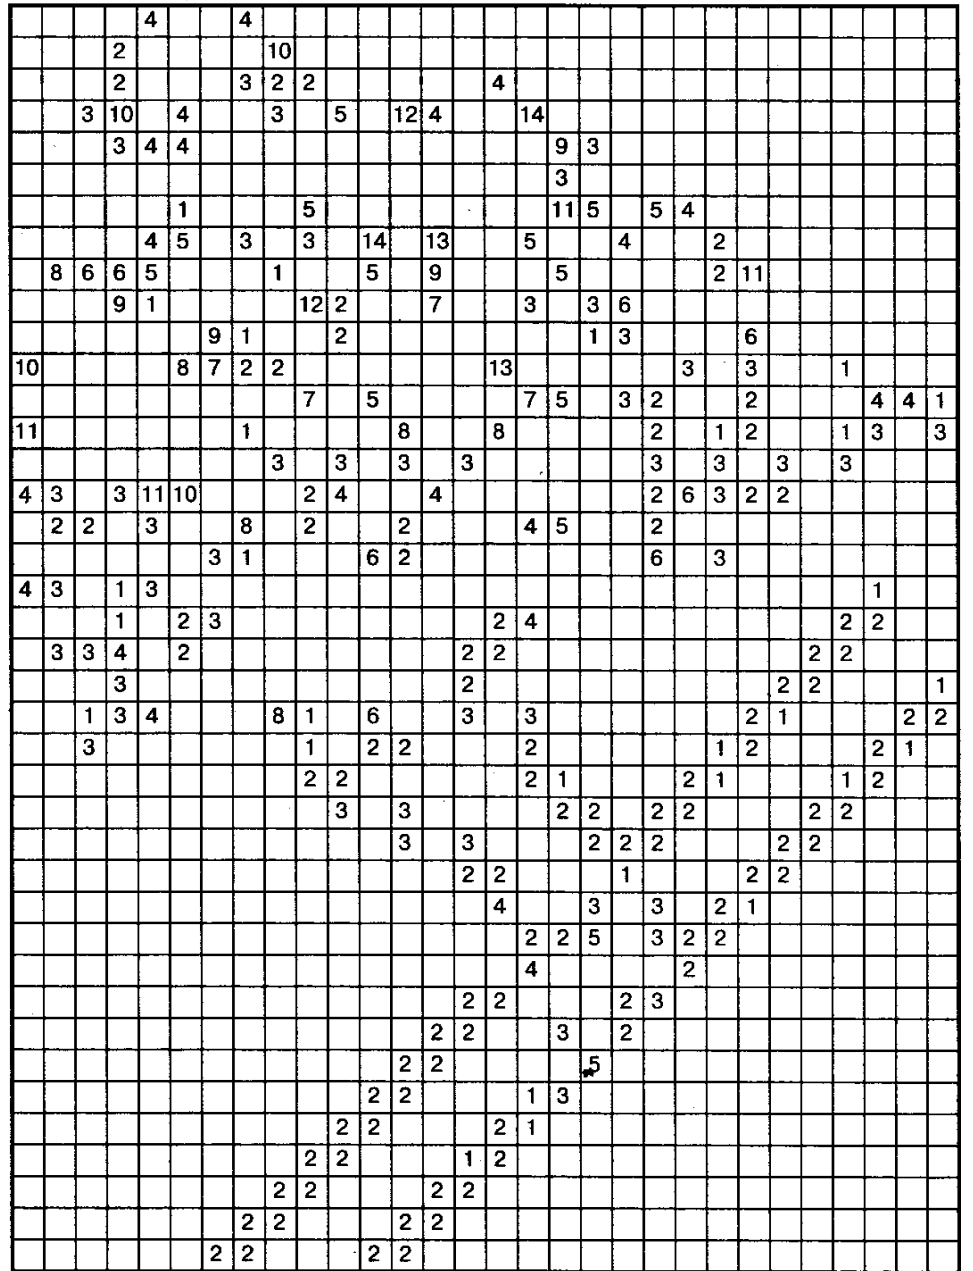 4 4
2 10
2 3 2 2 4
3 10 4 3 5 12 4 14
3 4 4 9 3
3
1 5 11 5 5 4
4 5 3 3 14 13 5 4 2
8 6 6 5 1 5 9 5 2 11
9 1 12 2 7 3 3 6
9 1 2 1 3 6
10 8 7 2 2 13 3 3 1
7 5 7 5 3 2 2 4 4 1
11 1 8 8 2 1 2 1 3 3
3 3 3 3 3 3 3 3
4 3 3 11 10 2 4 4 2 6 3 2 2
2 2 3 8 2 2 4 5 2
3 1 6 2 6 3
4 3 1 3 1
1 2 3 2 4 2 2
3 3 4 2 2 2 2 2
3 2 2 2 1
1 3 4 8 1 6 3 3 2 1 2 2
3 1 2 2 2 1 2 2 1
2 2 2 1 2 1 1 2
3 3 2 2 2 2 2 2
3 3 2 2 2 2 2
2 2 1 2 2
4 3 3 2 1
2 2 5 3 2 2
4 2
2 2 2 3
2 2 3 2
2 2 5
2 2 1 3
2 2 2 1
2 2 1 2
2 2 2 2
2 2 2 2
2 2 2 2